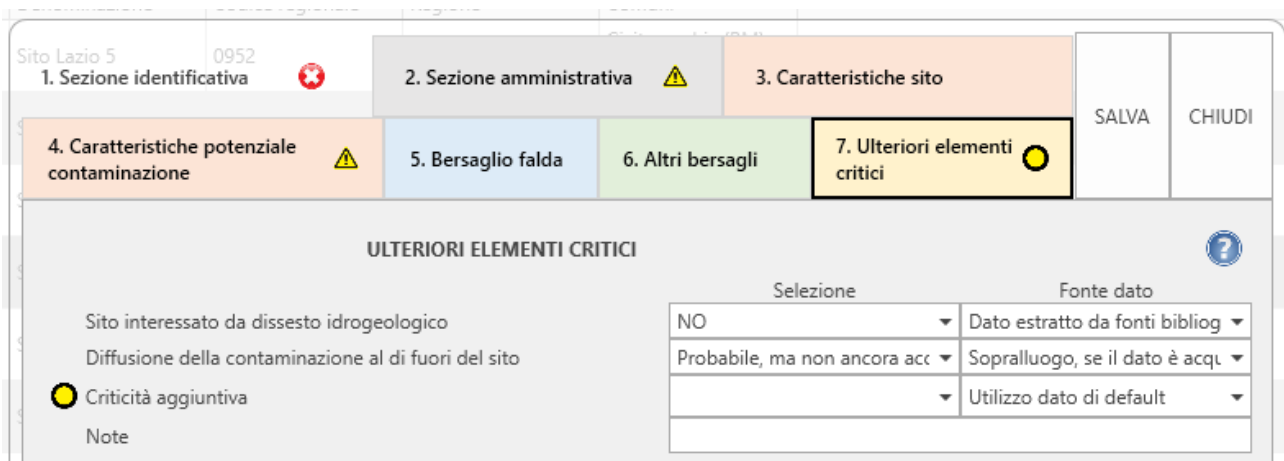 Sito Lazio 5
0952
1. Sezione identificativa
2. Sezione amministrativa
3. Caratteristiche sito
SALVA
CHIUDI
4. Caratteristiche potenziale
contaminazione
5. Bersaglio falda
6. Altri bersagli
7. Ulteriori elementi
critici
ULTERIORI ELEMENTI CRITICI
?
Selezione
Fonte dato
Sito interessato da dissesto idrogeologico
NO
Dato estratto da fonti bibliog
Diffusione della contaminazione al di fuori del sito
Probabile, ma non ancora acc
Sopralluogo, se il dato è acqu
Criticità aggiuntiva
Utilizzo dato di default
Note